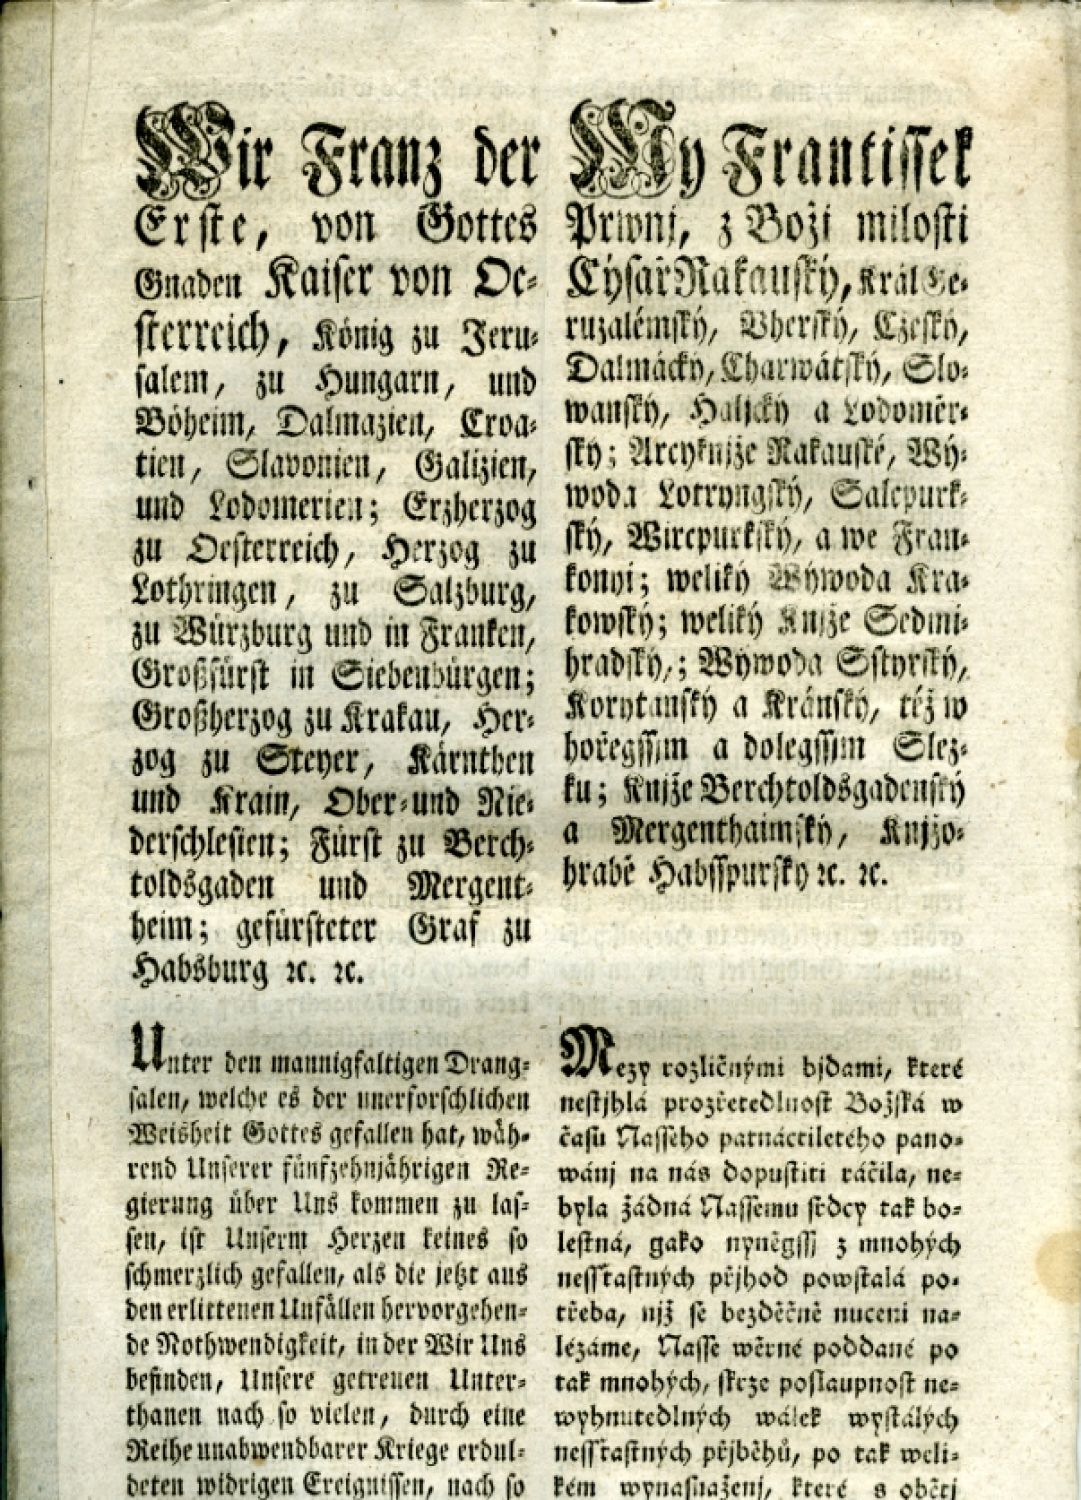 Wir Franz der
Erste, von Gottes
Gnaden Kaiser von Oe-
sterreich, König zu Jeru-
salem, zu Hungarn, und
Böheim, Dalmazien, Croa-
tien, Slavonien, Galizien,
und Lodomerien; Erzherzog
zu Oesterreich, Herzog zu
Lothringen, zu Salzburg,
zu Würzburg und in Franken,
Großfürst in Siebenbürgen;
Großherzog zu Krakau, Her-
zog zu Steyer, Kärnthen
und Krain, Ober- und Nie-
derschlesien; Fürst zu Berch-
toldsgaden und Mergent-
heim; gefürsteter Graf zu
Habsburg ꝛc. ꝛc.
Unter den mannigfaltigen Drang-
salen, welche es der unerforschlichen
Weisheit Gottes gefallen hat, wäh-
rend Unserer fünfzehnjährigen Re-
gierung über Uns kommen zu las-
sen, ist Unserm Herzen keines so
schmerzlich gefallen, als die jetzt aus
den erlittenen Unfällen hervorgehen-
de Nothwendigkeit, in der Wir Uns
befinden, Unsere getreuen Unter-
thanen nach so vielen, durch eine
Reihe unabwendbarer Kriege erdul-
deten widrigen Ereignissen, nach so
My Frantissek
Prwnj, z Boži milosti
Cýsař Rakauský, Král Ge-
ruzalémský, Vherský, Czeský,
Dalmácký, Charwátský, Slo-
wanský, Halický a Lodomér-
ský; Arcyknjže Rakauské, Wý-
woda Lotryngský, Salcpurk-
ský, Wircpurkský, a we Fran-
konyi; weliký Wýwoda Kra-
kowský; weliký Knjže Sedmi-
hradský,; Wýwoda Sstyrský,
Korytanský a Kránský, též w
hořegssjm a dolegssjm Slez-
ku; Knjže Berchtoldsgadenský
a Mergenthaimský, Knjžo-
hrabě Habsspurský ꝛc. ꝛc.
Mezy rozličnými bjdami, které
nestjhlá prozřetedlnost Božská w
času Nassého patnáctiletého pano-
wánj na nás dopustiti ráčila, ne-
byla žádná Nassemu srdcy tak bo-
lestná, gako nyněgssj z mnohých
nessťastných přjhod powstalá po-
třeba, njž se bezděčně nuceni na-
lézáme, Nasse wěrné poddané po
tak mnohých, skrze poslaupnost ne-
wyhnutedlných wálek wystálých
nessťastných přjběhů, po tak weli-
kém wynasnaženj, které s obětj